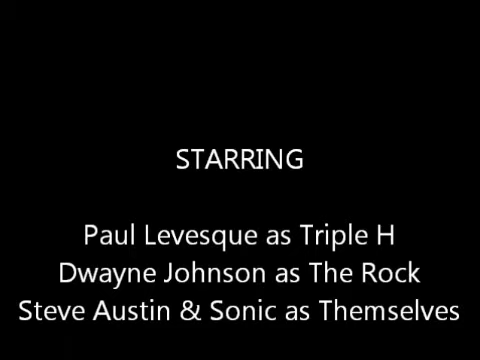 STARRING
Paul Levesque as Triple H
Dwayne Johnson as The Rock
Steve Austin & Sonic as Themselves